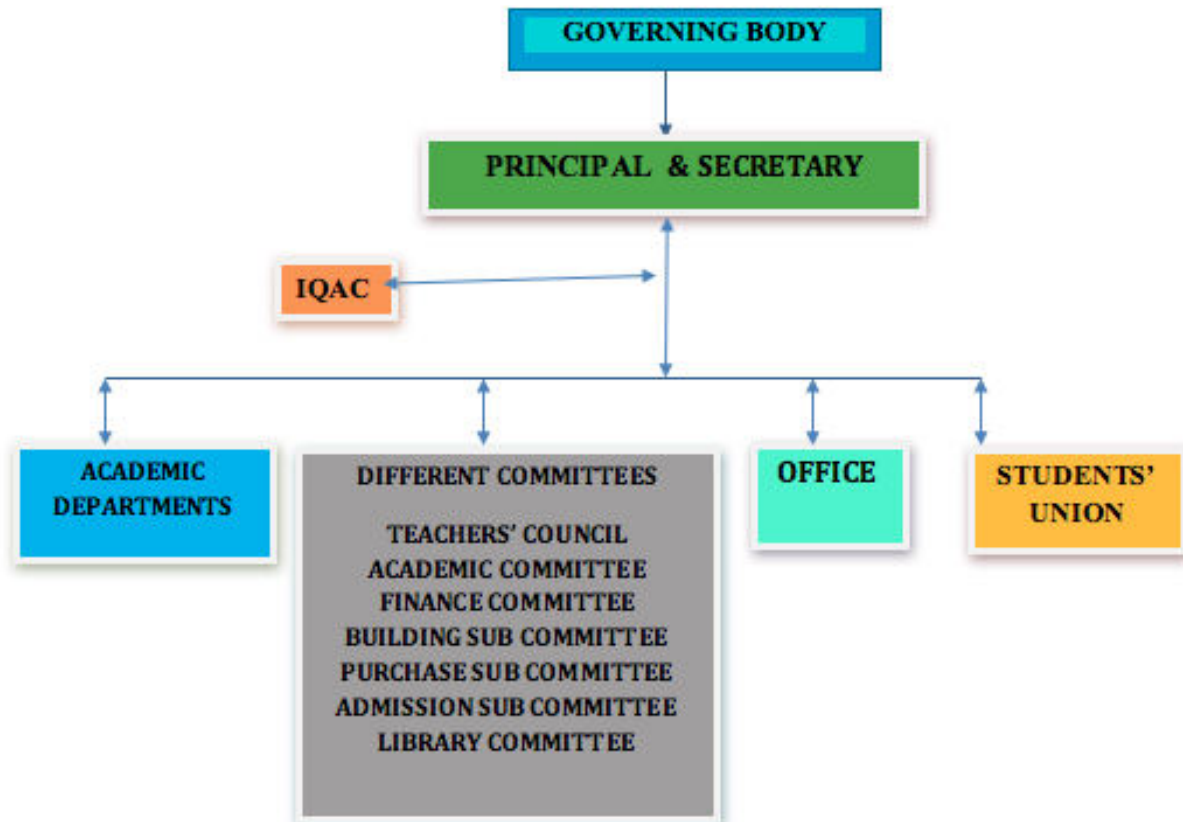 GOVERNING BODY
PRINCIPAL & SECRETARY
IQAC
ACADEMIC
DEPARTMENTS
DIFFERENT COMMITTEES
TEACHERS’ COUNCIL
ACADEMIC COMMITTEE
FINANCE COMMITTEE
BUILDING SUB COMMITTEE
PURCHASE SUB COMMITTEE
ADMISSION SUB COMMITTEE
LIBRARY COMMITTEE
OFFICE
STUDENTS’
UNION